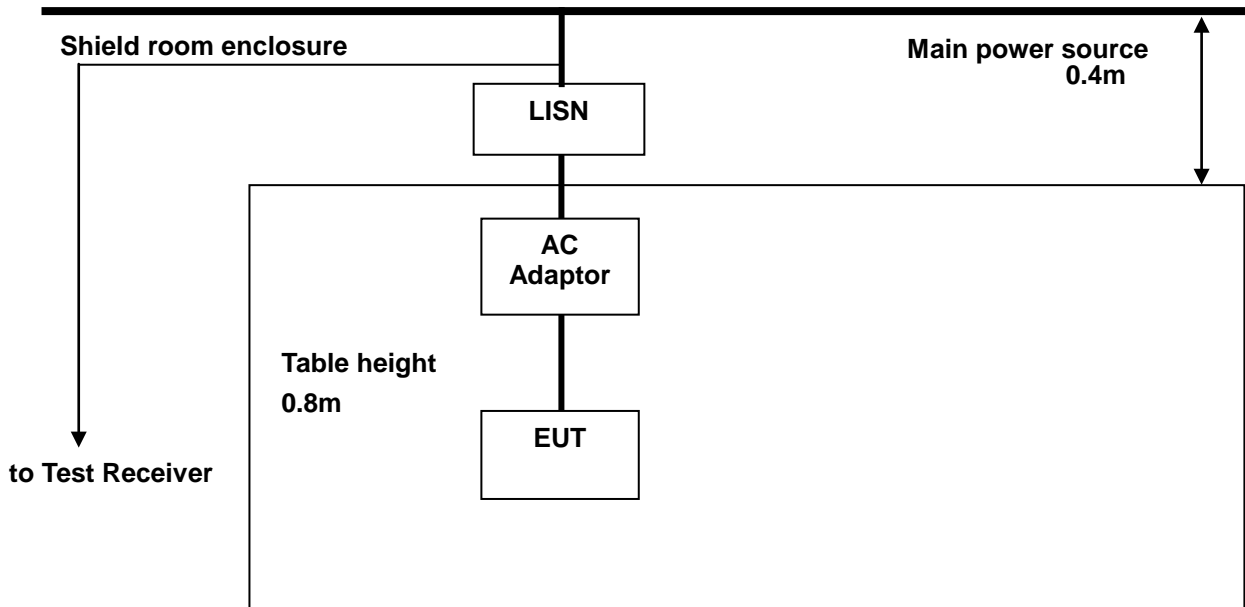 Shield room enclosure
Main power source
0.4m
LISN
AC
Adaptor
Table height
0.8m
EUT
to Test Receiver